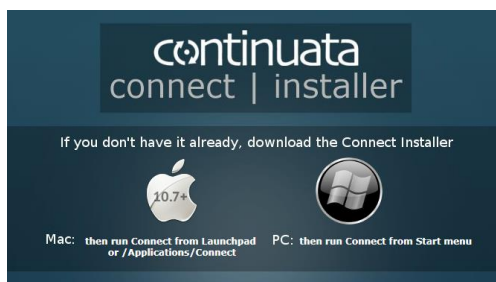 continuata
connect | installer
If you don't have it already, download the Connect Installer
10.7+
Mac: then run Connect from Launchpad
or /Applications/Connect
PC: then run Connect from Start menu